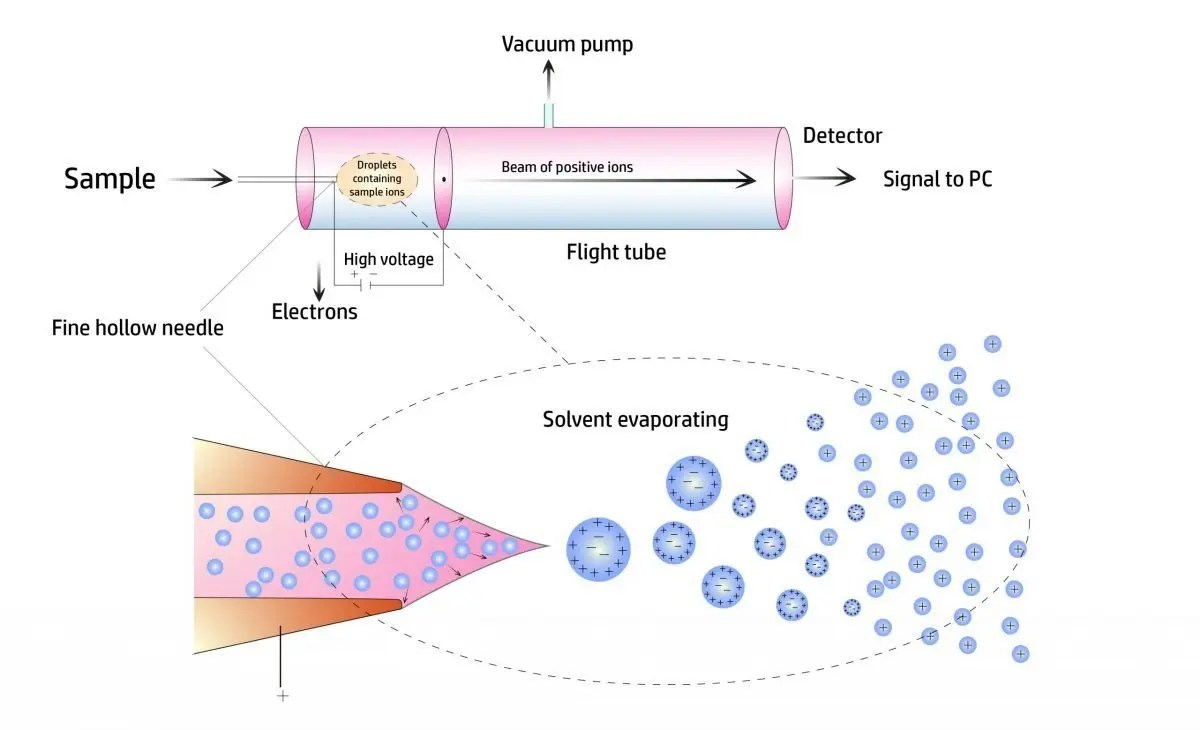 Vacuum pump
Detector
Sample
Droplets
containing
sample ions
Beam of positive ions
Signal to PC
Flight tube
High voltage
+ −
Electrons
Fine hollow needle
Solvent evaporating
+